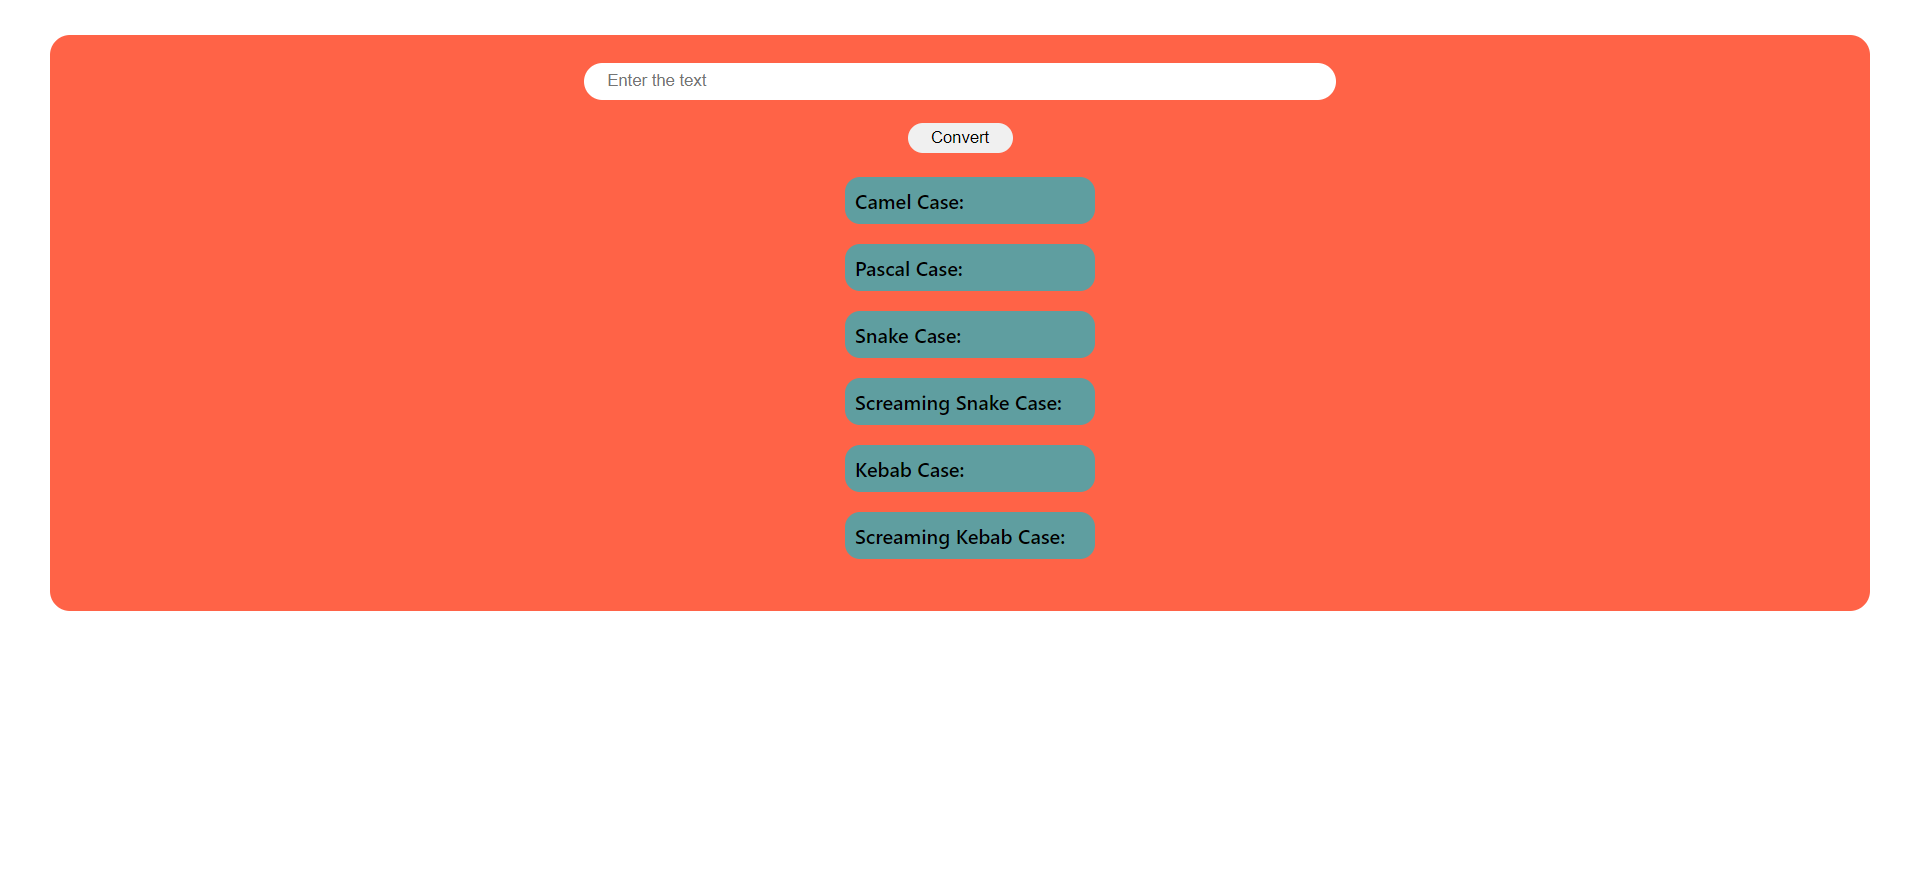 Enter the text
Convert
Camel Case:
Pascal Case:
Snake Case:
Screaming Snake Case:
Kebab Case:
Screaming Kebab Case: